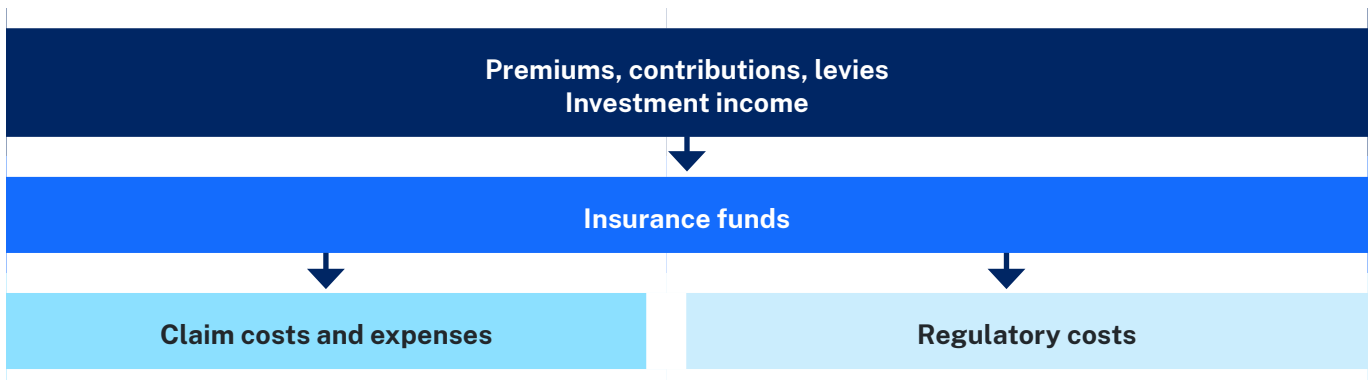 Premiums, contributions, levies
Investment income
Insurance funds
Claim costs and expenses
Regulatory costs